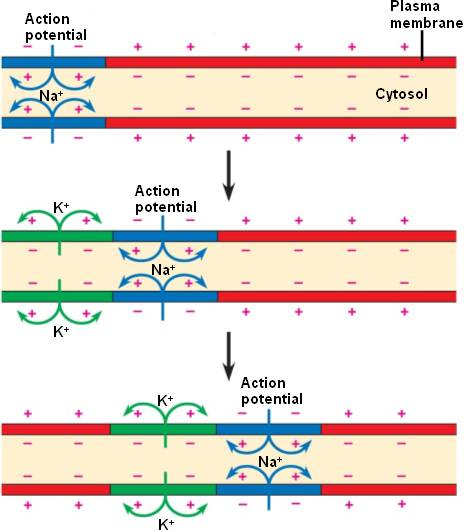 Action
potential
Plasma
membrane
Na⁺
Cytosol
K⁺
Action
potential
Na⁺
K⁺
Action
potential
K⁺
Na⁺
K⁺